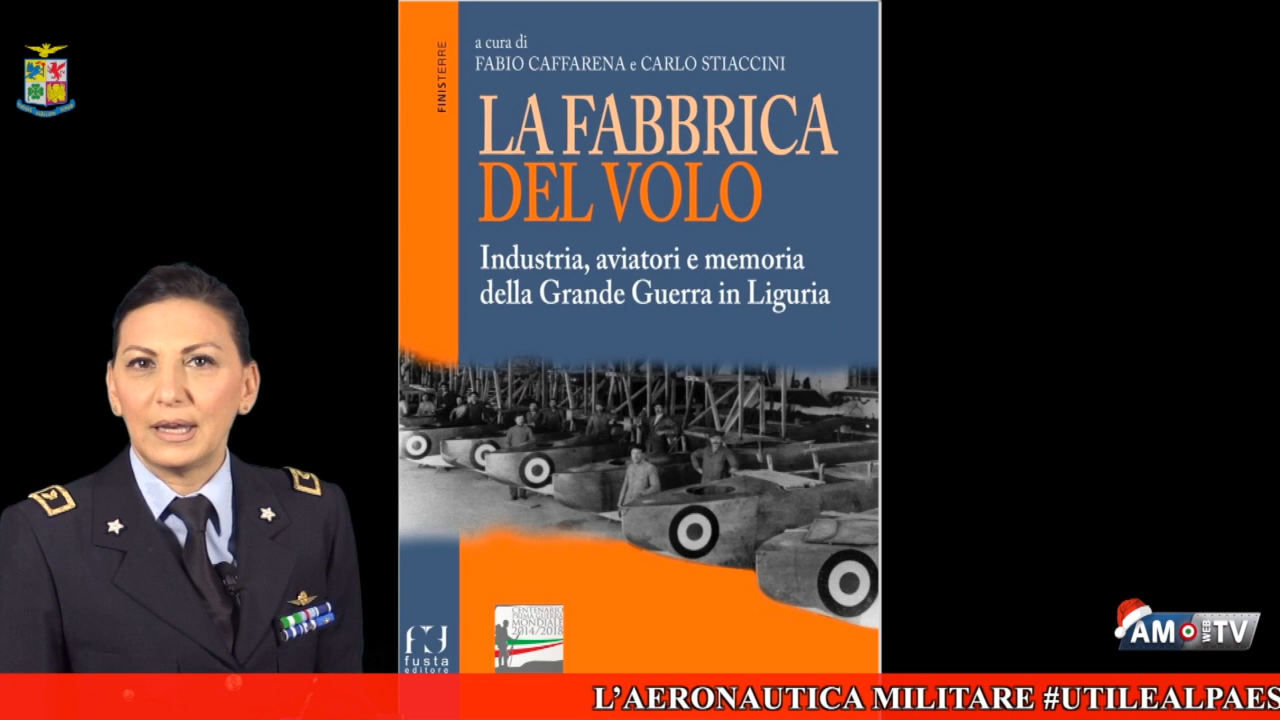 FINISTERRE
a cura di
FABIO CAFFARENA e CARLO STIACCINI
LA FABBRICA
DEL VOLO
Industria, aviatori e memoria
della Grande Guerra in Liguria
CENTENARIO
PRIMA GUERRA
MONDIALE
2014/2018
fusta
editore
AM WEB TV
L'AERONAUTICA MILITARE #UTILEALPAES